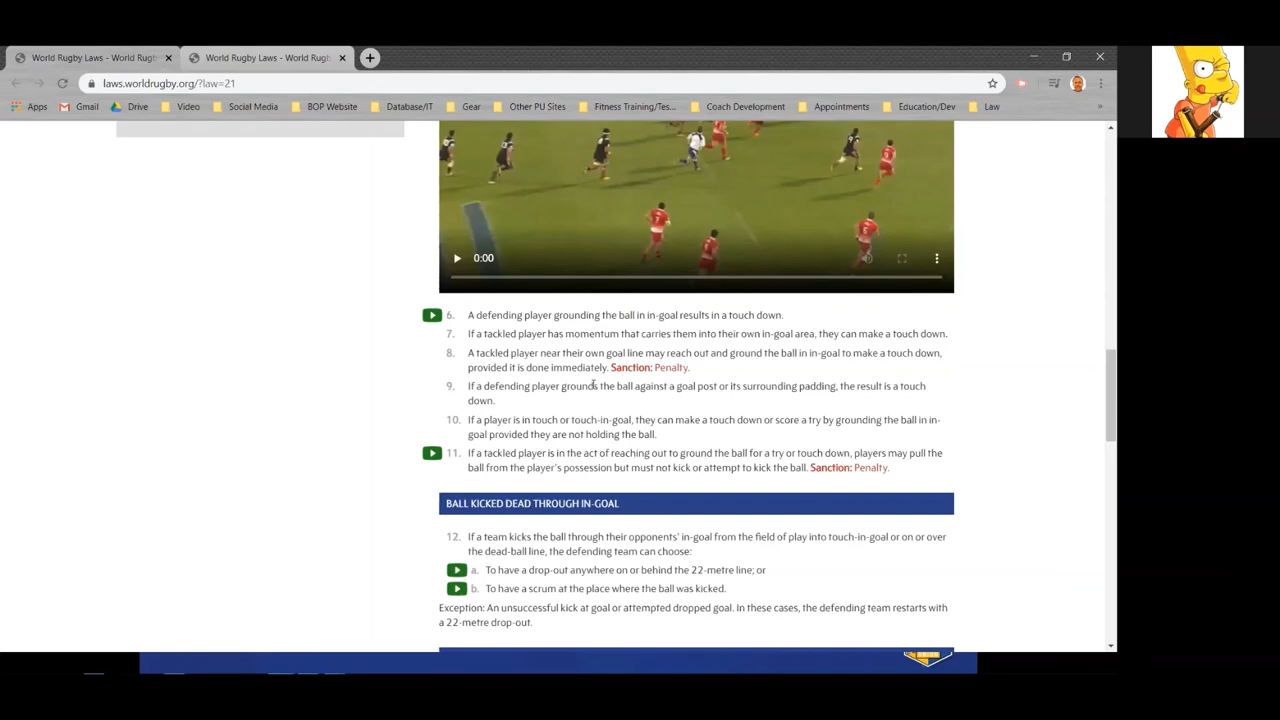 World Rugby Laws - World Rugb
World Rugby Laws - World Rugb
laws.worldrugby.org/?law=21
Apps
Gmail
Drive
Video
Social Media
BOP Website
Database/IT
Gear
Other PU Sites
Fitness Training/Tes...
Coach Development
Appointments
Education/Dev
Law
0:00
6. A defending player grounding the ball in in-goal results in a touch down.
7. If a tackled player has momentum that carries them into their own in-goal area, they can make a touch down.
8. A tackled player near their own goal line may reach out and ground the ball in in-goal to make a touch down,
provided it is done immediately. Sanction: Penalty.
9. If a defending player grounds the ball against a goal post or its surrounding padding, the result is a touch
down.
10. If a player is in touch or touch-in-goal, they can make a touch down or score a try by grounding the ball in in-
goal provided they are not holding the ball.
11. If a tackled player is in the act of reaching out to ground the ball for a try or touch down, players may pull the
ball from the player's possession but must not kick or attempt to kick the ball. Sanction: Penalty.
BALL KICKED DEAD THROUGH IN-GOAL
12. If a team kicks the ball through their opponents' in-goal from the field of play into touch-in-goal or on or over
the dead-ball line, the defending team can choose:
a. To have a drop-out anywhere on or behind the 22-metre line; or
b. To have a scrum at the place where the ball was kicked.
Exception: An unsuccessful kick at goal or attempted dropped goal. In these cases, the defending team restarts with
a 22-metre drop-out.